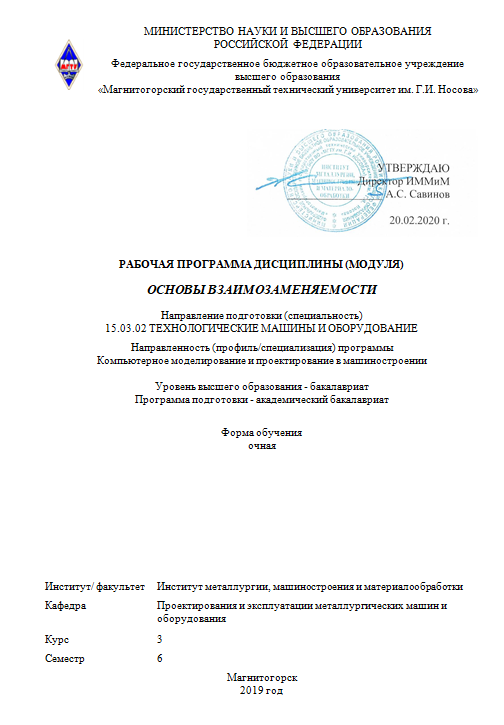 МИНИСТЕРСТВО НАУКИ И ВЫСШЕГО ОБРАЗОВАНИЯ
РОССИЙСКОЙ ФЕДЕРАЦИИ
Федеральное государственное бюджетное образовательное учреждение
высшего образования
«Магнитогорский государственный технический университет им. Г.И. Носова»
УТВЕРЖДАЮ
Директор ИММиМ
А.С. Савинов
20.02.2020 г.
РАБОЧАЯ ПРОГРАММА ДИСЦИПЛИНЫ (МОДУЛЯ)
ОСНОВЫ ВЗАИМОЗАМЕНЯЕМОСТИ
Направление подготовки (специальность)
15.03.02 ТЕХНОЛОГИЧЕСКИЕ МАШИНЫ И ОБОРУДОВАНИЕ
Направленность (профиль/специализация) программы
Компьютерное моделирование и проектирование в машиностроении
Уровень высшего образования - бакалавриат
Программа подготовки - академический бакалавриат
Форма обучения
очная
Институт/ факультет Институт металлургии, машиностроения и материалообработки
Кафедра Проектирования и эксплуатации металлургических машин и
оборудования
Курс 3
Семестр 6
Магнитогорск
2019 год